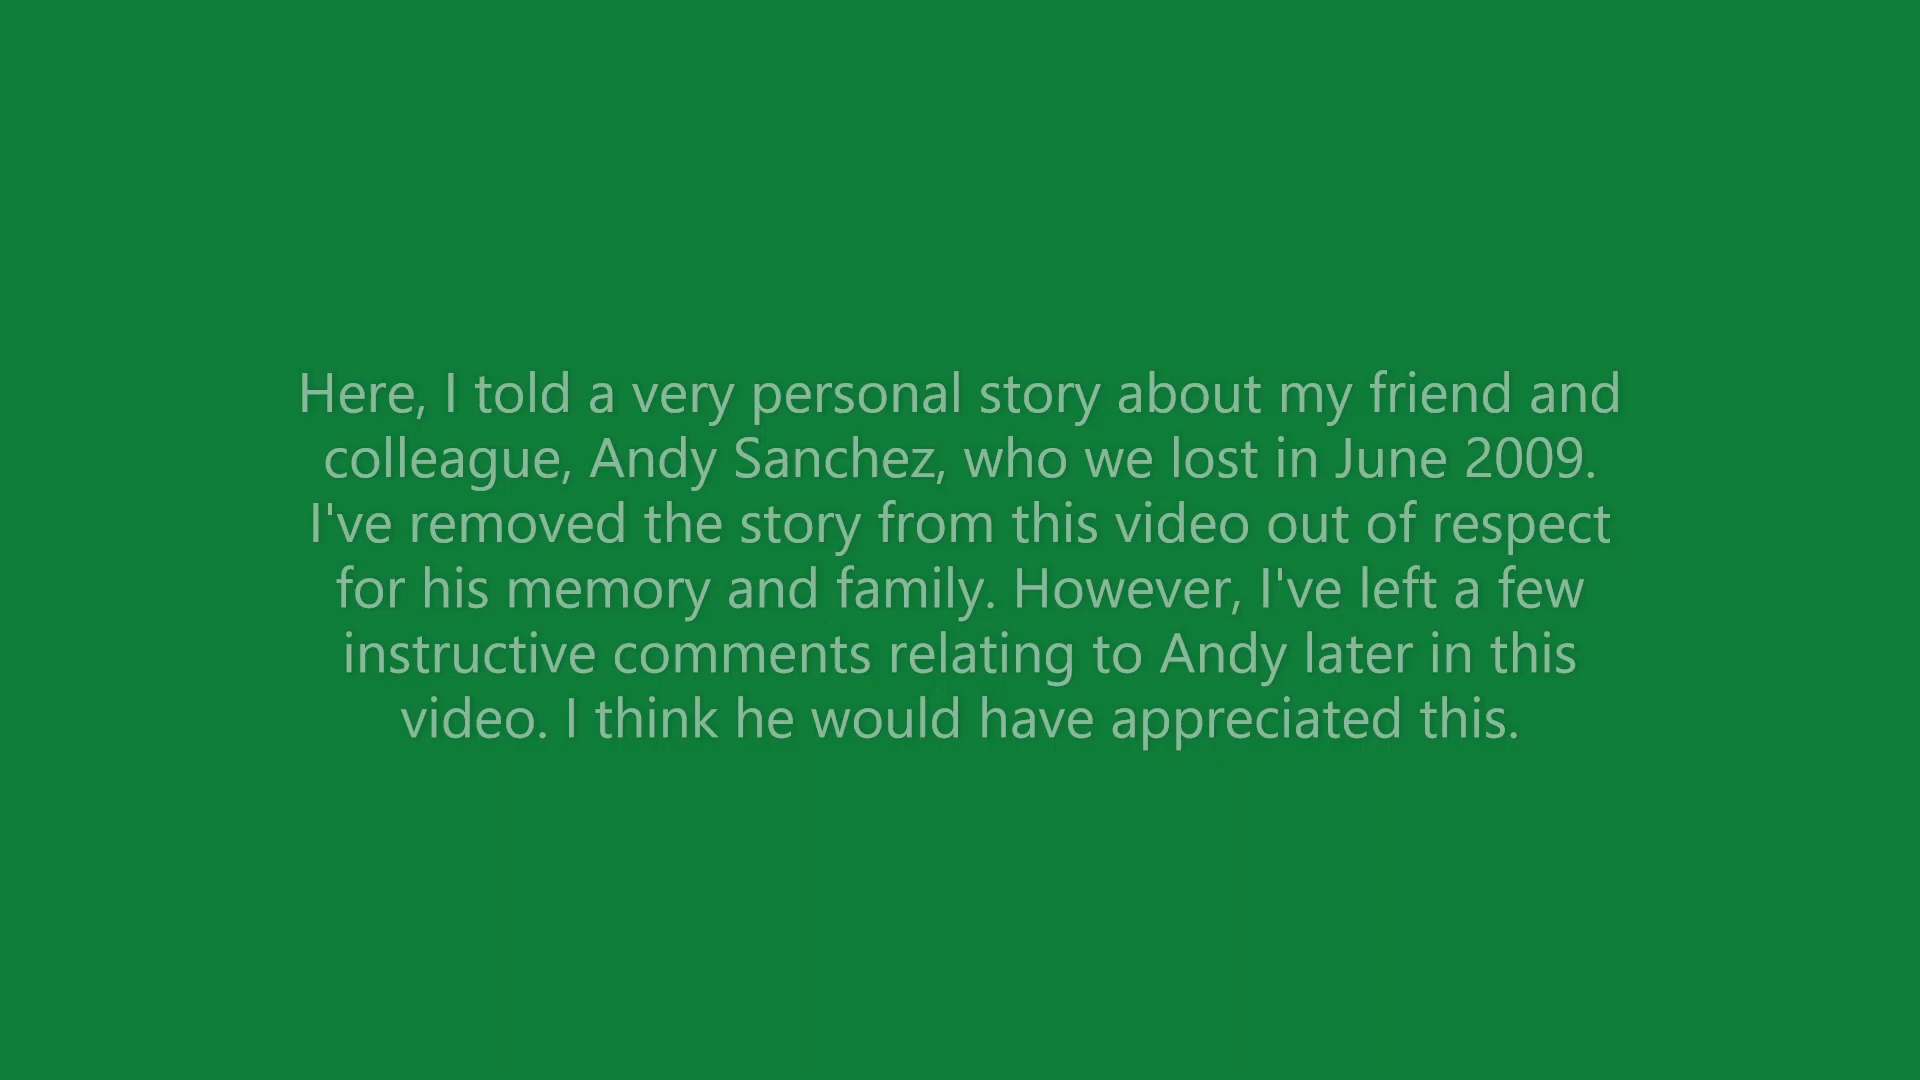 Here, I told a very personal story about my friend and
colleague, Andy Sanchez, who we lost in June 2009.
I've removed the story from this video out of respect
for his memory and family. However, I've left a few
instructive comments relating to Andy later in this
video. I think he would have appreciated this.